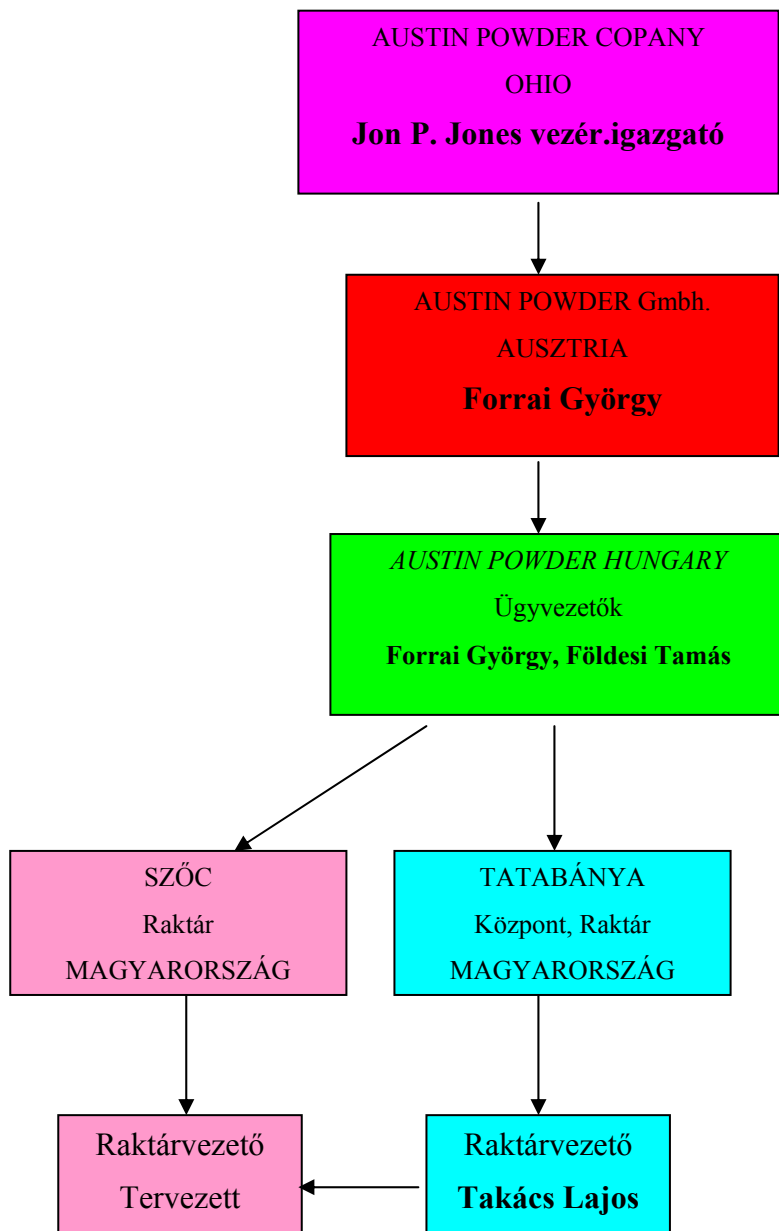 AUSTIN POWDER COPANY
OHIO
Jon P. Jones vezér.igazgató
AUSTIN POWDER Gmbh.
AUSZTRIA
Forrai György
AUSTIN POWDER HUNGARY
Ügyvezetők
Forrai György, Földesi Tamás
SZŐC
Raktár
MAGYARORSZÁG
TATABÁNYA
Központ, Raktár
MAGYARORSZÁG
Raktárvezető
Tervezett
Raktárvezető
Takács Lajos